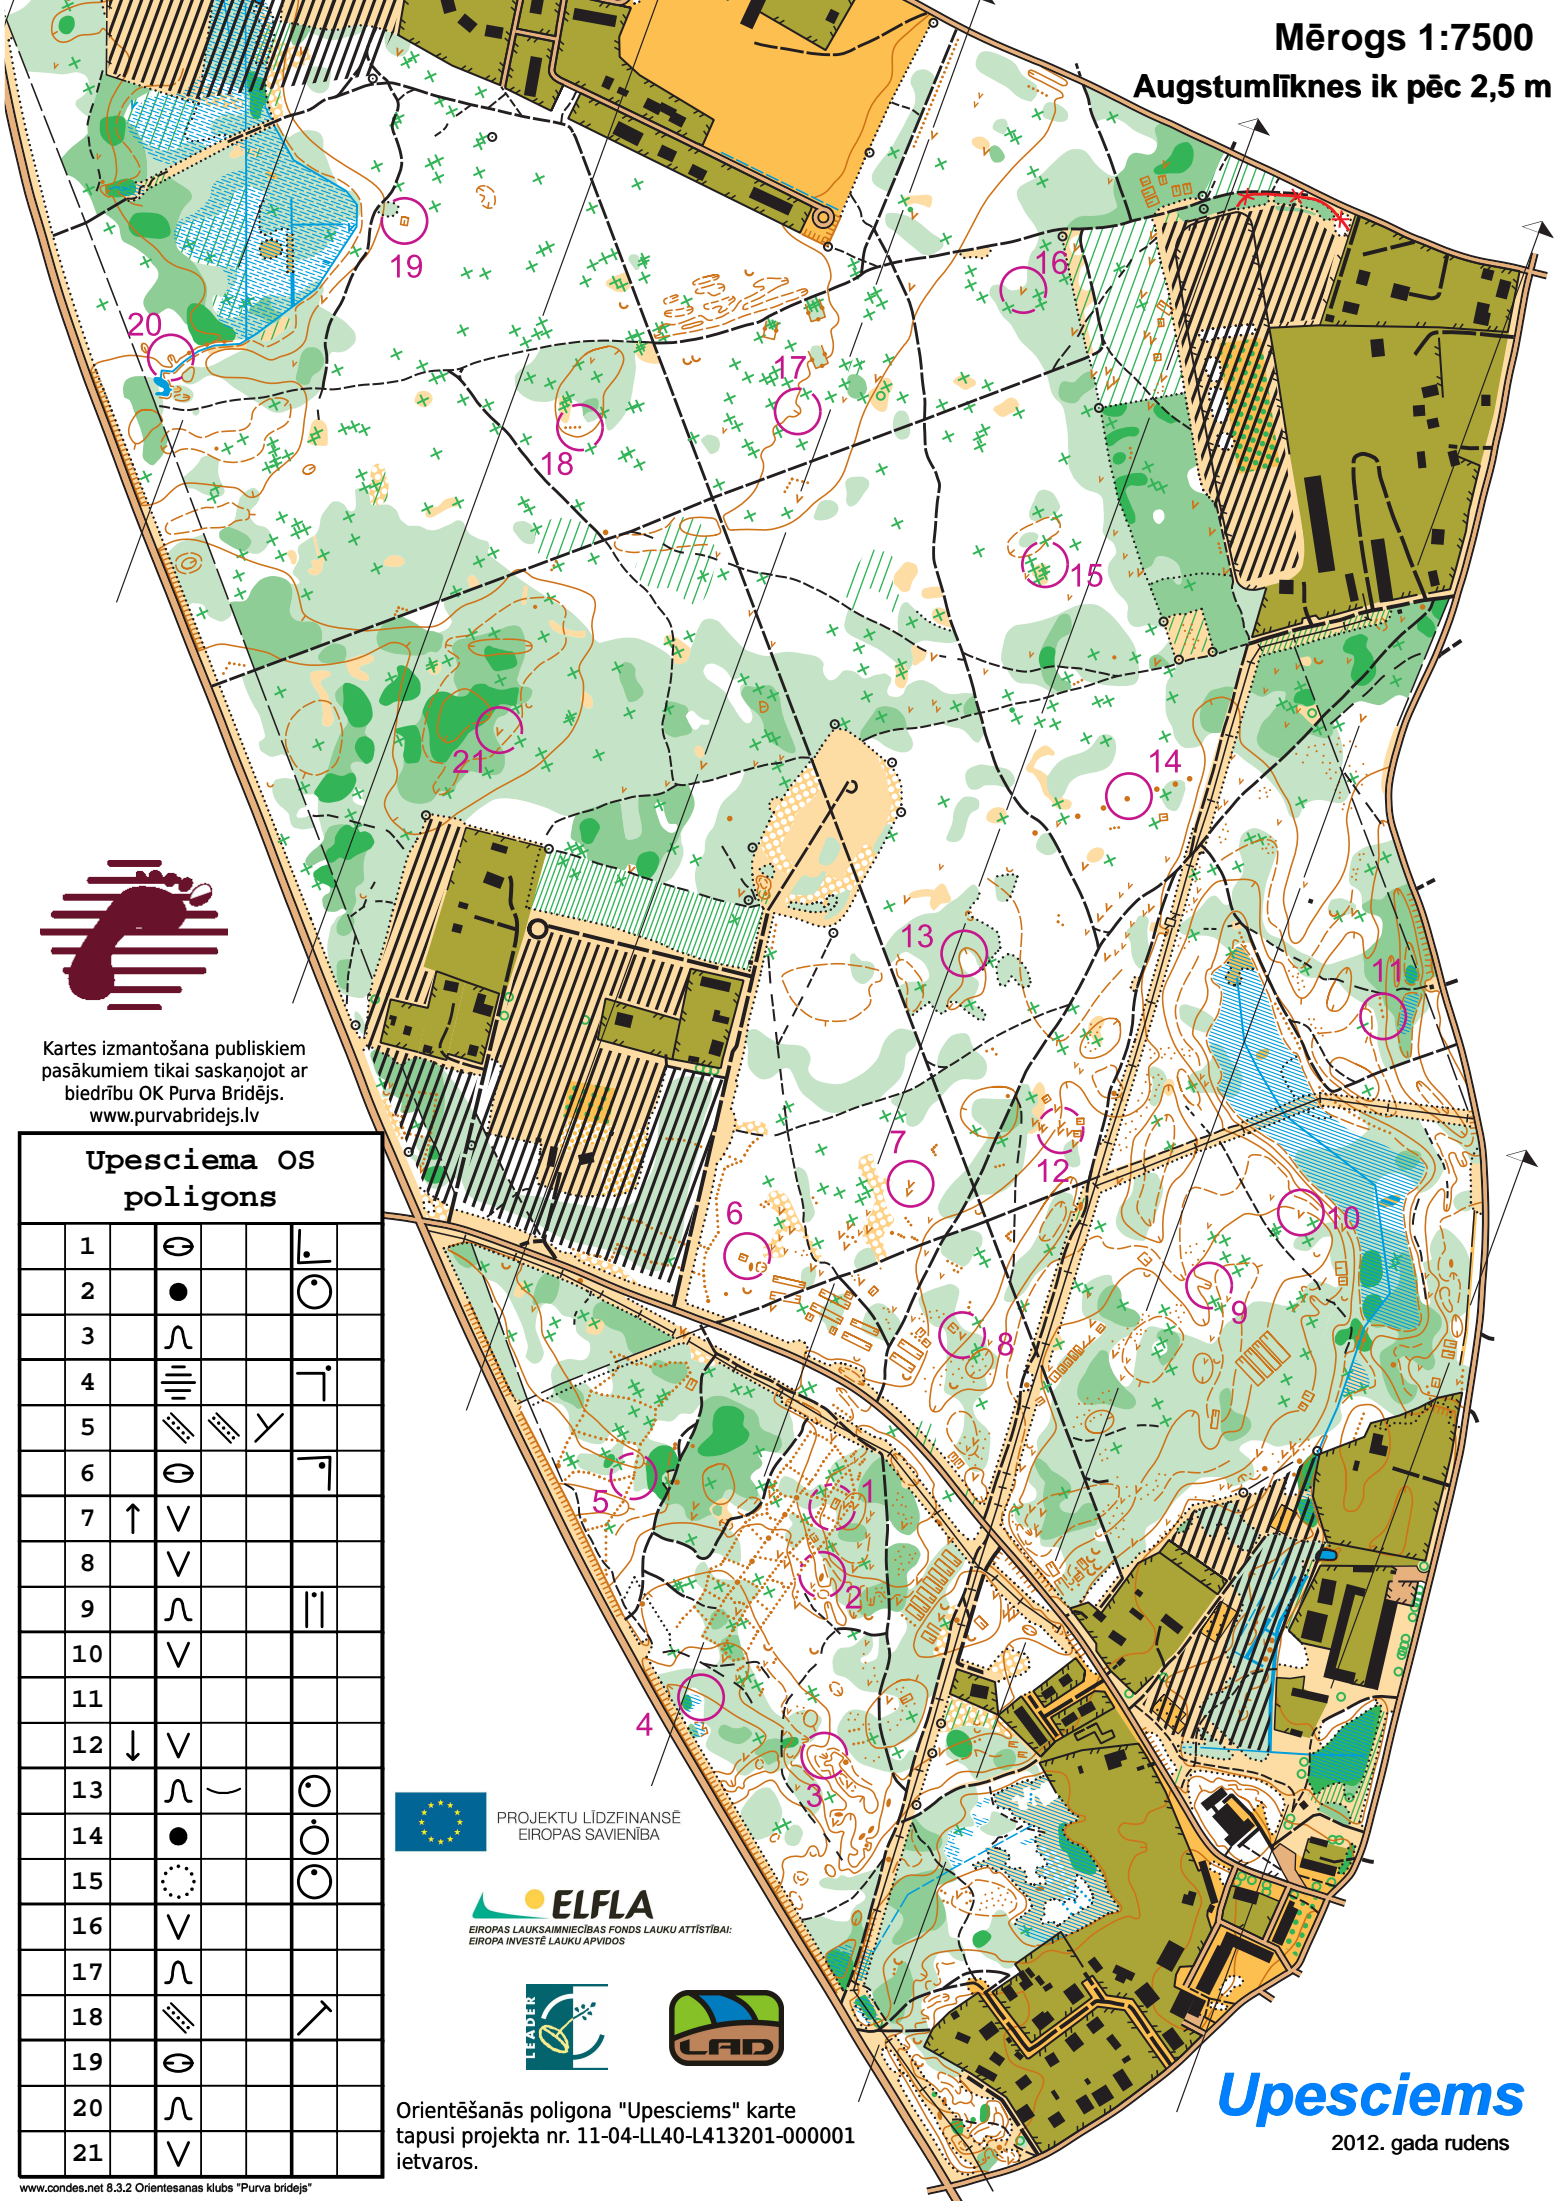 Mērogs 1:7500
Augstumlīknes ik pēc 2,5 m
19
16
20
17
18
15
21
14
13
11
Kartes izmantošana publiskiem
pasākumiem tikai saskaņojot ar
biedrību OK Purva Bridējs.
www.purvabridejs.lv
7
12
6
10
9
8
5
1
2
4
3
Upesciema OS
poligons
1
2
3
4
5
6
7
8
9
10
11
12
13
14
15
16
17
18
19
20
21
www.condes.net 8.3.2 Orientesanas klubs "Purva bridejs"
PROJEKTU LĪDZFINANSĒ
EIROPAS SAVIENĪBA
ELFLA
EIROPAS LAUKSAIMNIECĪBAS FONDS LAUKU ATTĪSTĪBAI:
EIROPA INVESTĒ LAUKU APVIDOS
LEADER
LAD
Orientēšanās poligona "Upesciems" karte
tapusi projekta nr. 11-04-LL40-L413201-000001
ietvaros.
Upesciems
2012. gada rudens